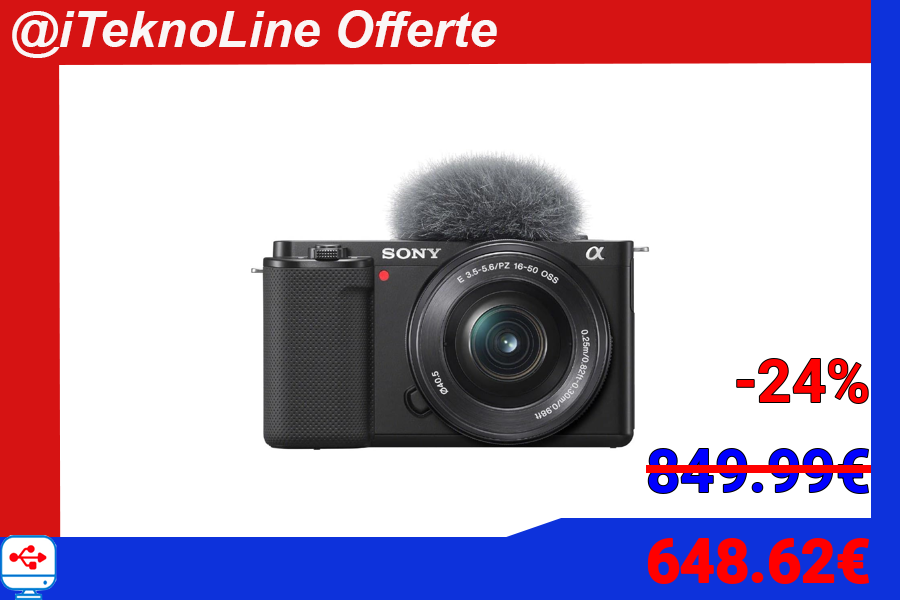 @iTeknoLine Offerte
SONY
α
E 3.5-5.6/PZ 16-50 OSS
0.25m/0.82ft-0.30m/0.98ft
Ø40.5
-24%
849.99€
648.62€